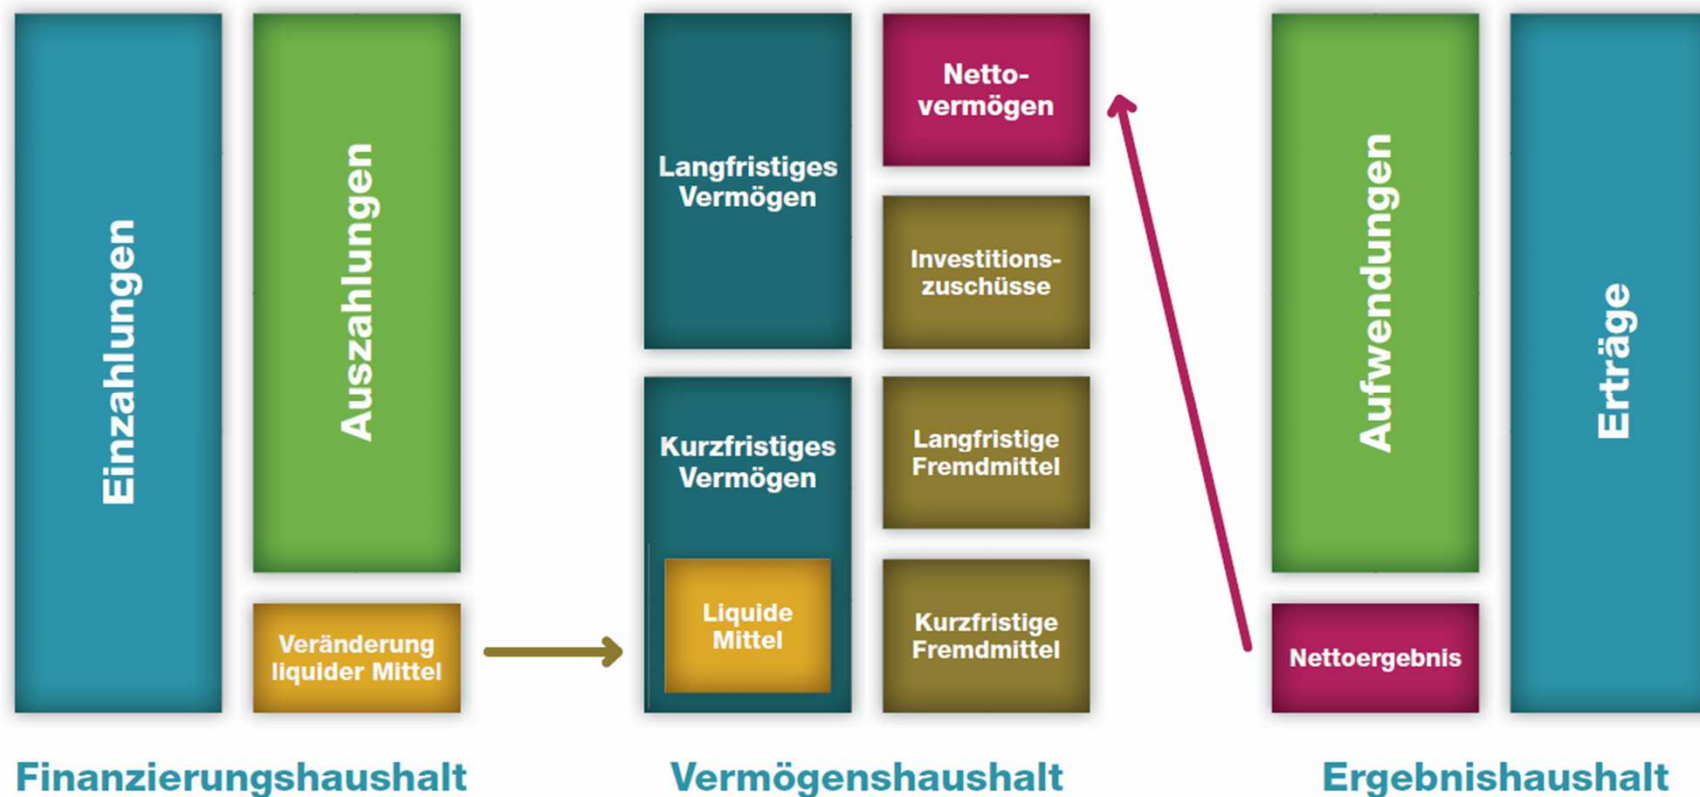 Einzahlungen
Auszahlungen
Veränderung
liquider Mittel
Finanzierungshaushalt
Langfristiges
Vermögen
Kurzfristiges
Vermögen
Liquide
Mittel
Netto-
vermögen
Investitions-
zuschüsse
Langfristige
Fremdmittel
Kurzfristige
Fremdmittel
Vermögenshaushalt
Aufwendungen
Nettoergebnis
Erträge
Ergebnishaushalt